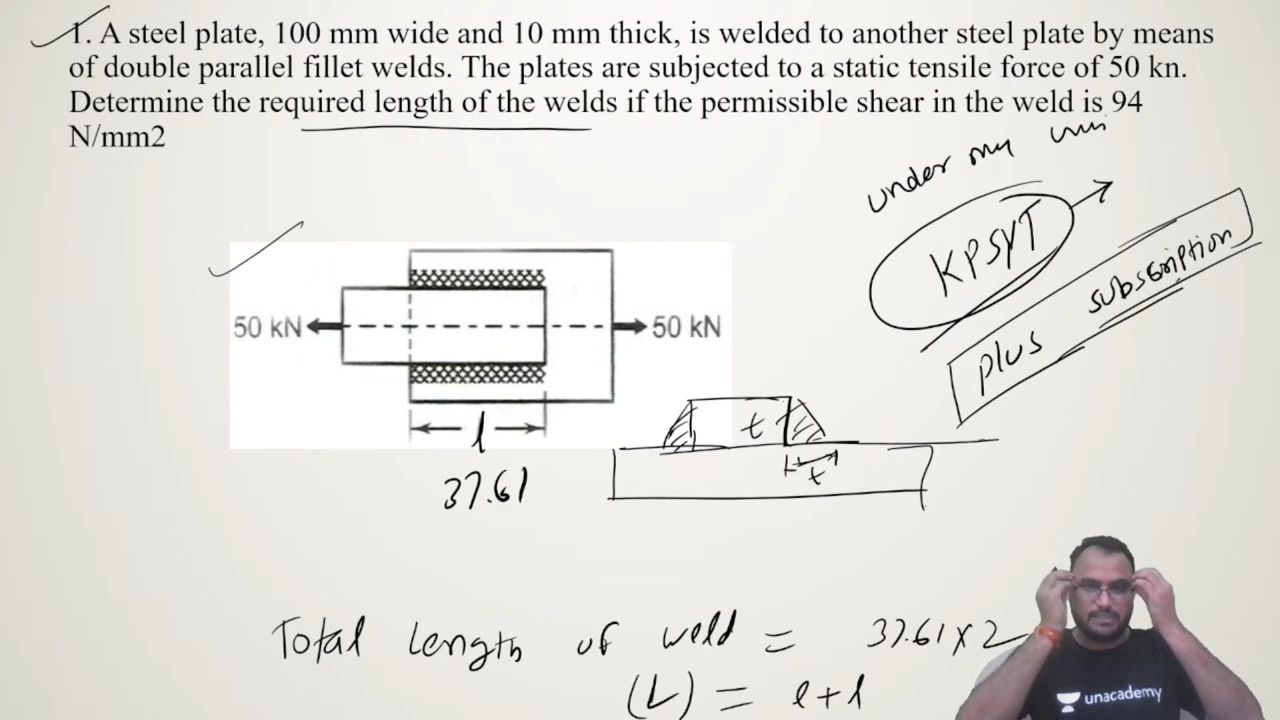 1. A steel plate, 100 mm wide and 10 mm thick, is welded to another steel plate by means
of double parallel fillet welds. The plates are subjected to a static tensile force of 50 kn.
Determine the required length of the welds if the permissible shear in the weld is 94
N/mm2
under my
KPSYT
plus subscription
50 kN
50 kN
l
37.61
t
t
Total length of weld = 37.61 x 2
(L) = l+l
unacademy